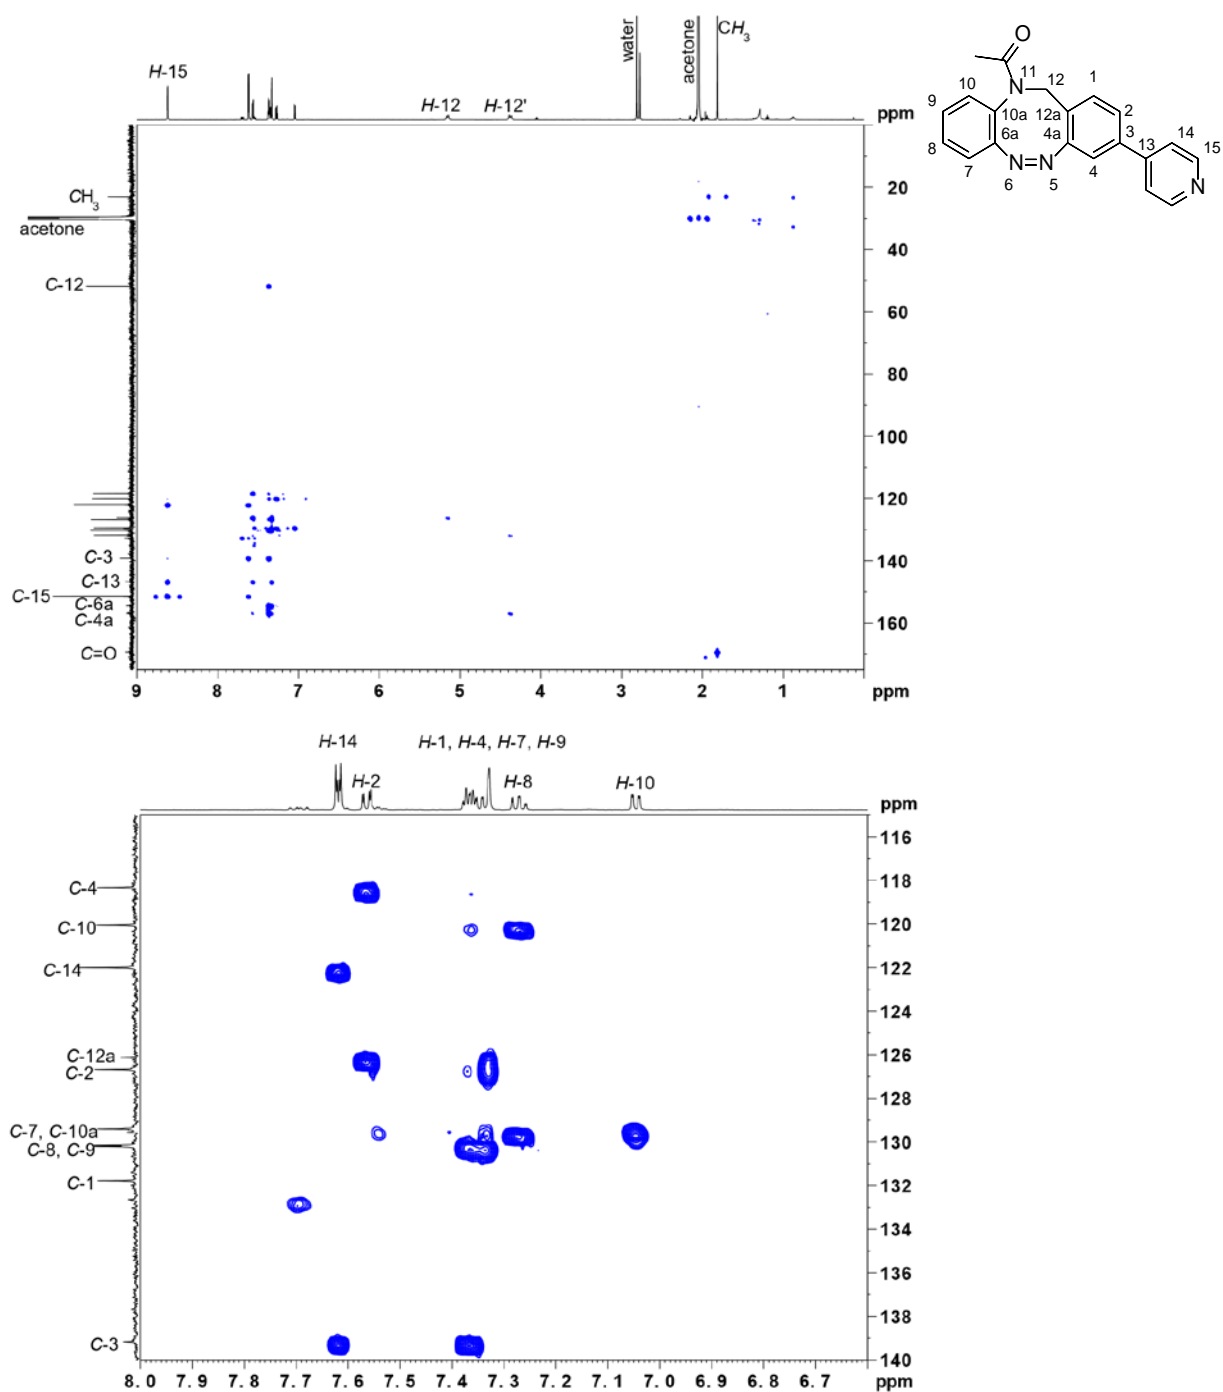 water
acetone
CH3
H-15
H-12
H-12'
ppm
CH3
acetone
C-12
C-3
C-13
C-15
C-6a
C-4a
C=O
20
40
60
80
100
120
140
160
9 8 7 6 5 4 3 2 1 ppm
O
N
11
12
1
10
9
10a
12a
2
6a
4a
3
14
8
13
15
7
N=N
4
N
6
5
H-14
H-1, H-4, H-7, H-9
H-2
H-8
H-10
ppm
C-4
C-10
C-14
C-12a
C-2
C-7, C-10a
C-8, C-9
C-1
C-3
116
118
120
122
124
126
128
130
132
134
136
138
140
8.0 7.9 7.8 7.7 7.6 7.5 7.4 7.3 7.2 7.1 7.0 6.9 6.8 6.7 ppm